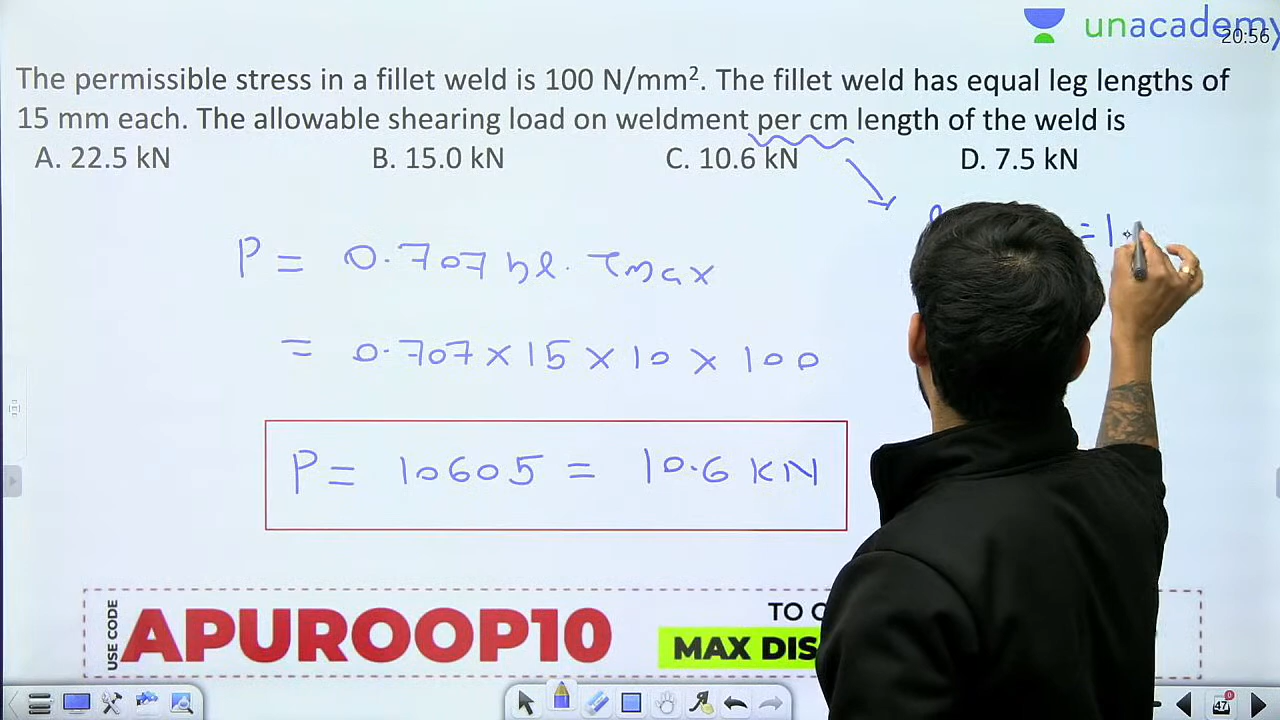 unacademy
20:56
The permissible stress in a fillet weld is 100 N/mm². The fillet weld has equal leg lengths of
15 mm each. The allowable shearing load on weldment per cm length of the weld is
A. 22.5 kN B. 15.0 kN C. 10.6 kN D. 7.5 kN
= 1
P = 0.707 hl. τmax
= 0.707 × 15 × 10 × 100
P = 10605 = 10.6 KN
USE CODE
APUROOP10
TO
MAX DIS
47